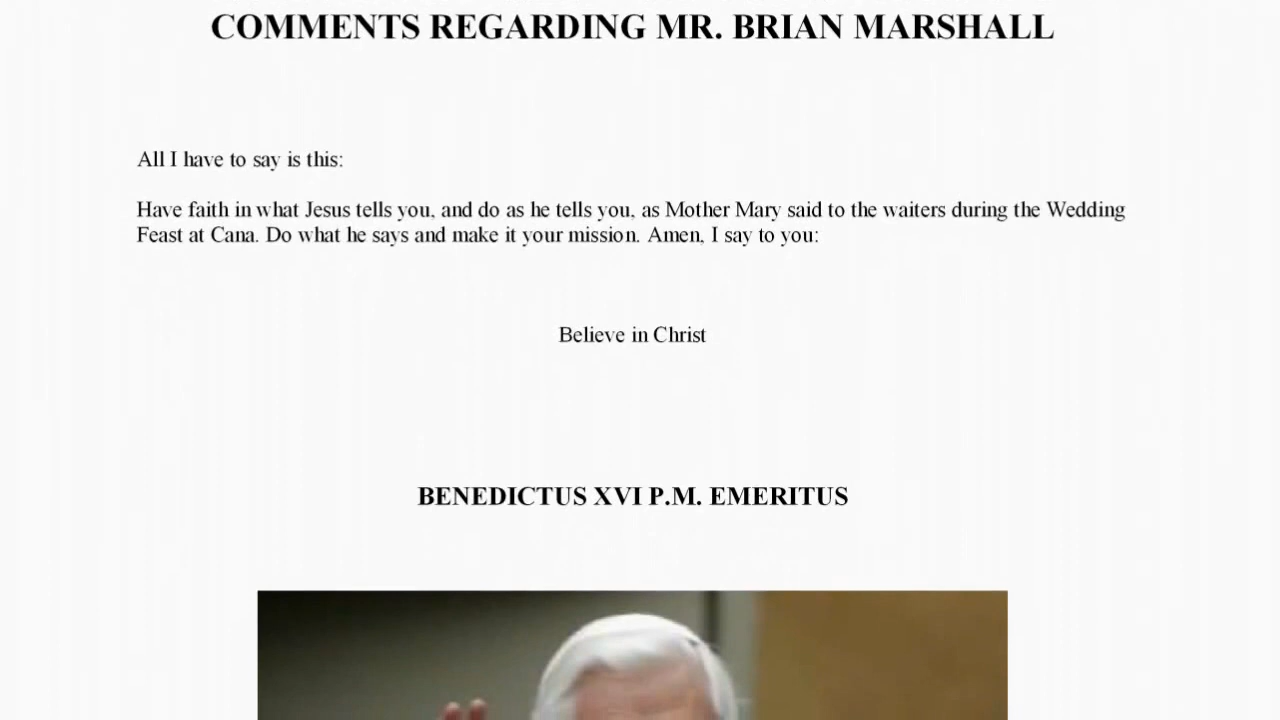 COMMENTS REGARDING MR. BRIAN MARSHALL
All I have to say is this:
Have faith in what Jesus tells you, and do as he tells you, as Mother Mary said to the waiters during the Wedding
Feast at Cana. Do what he says and make it your mission. Amen, I say to you:
Believe in Christ
BENEDICTUS XVI P.M. EMERITUS